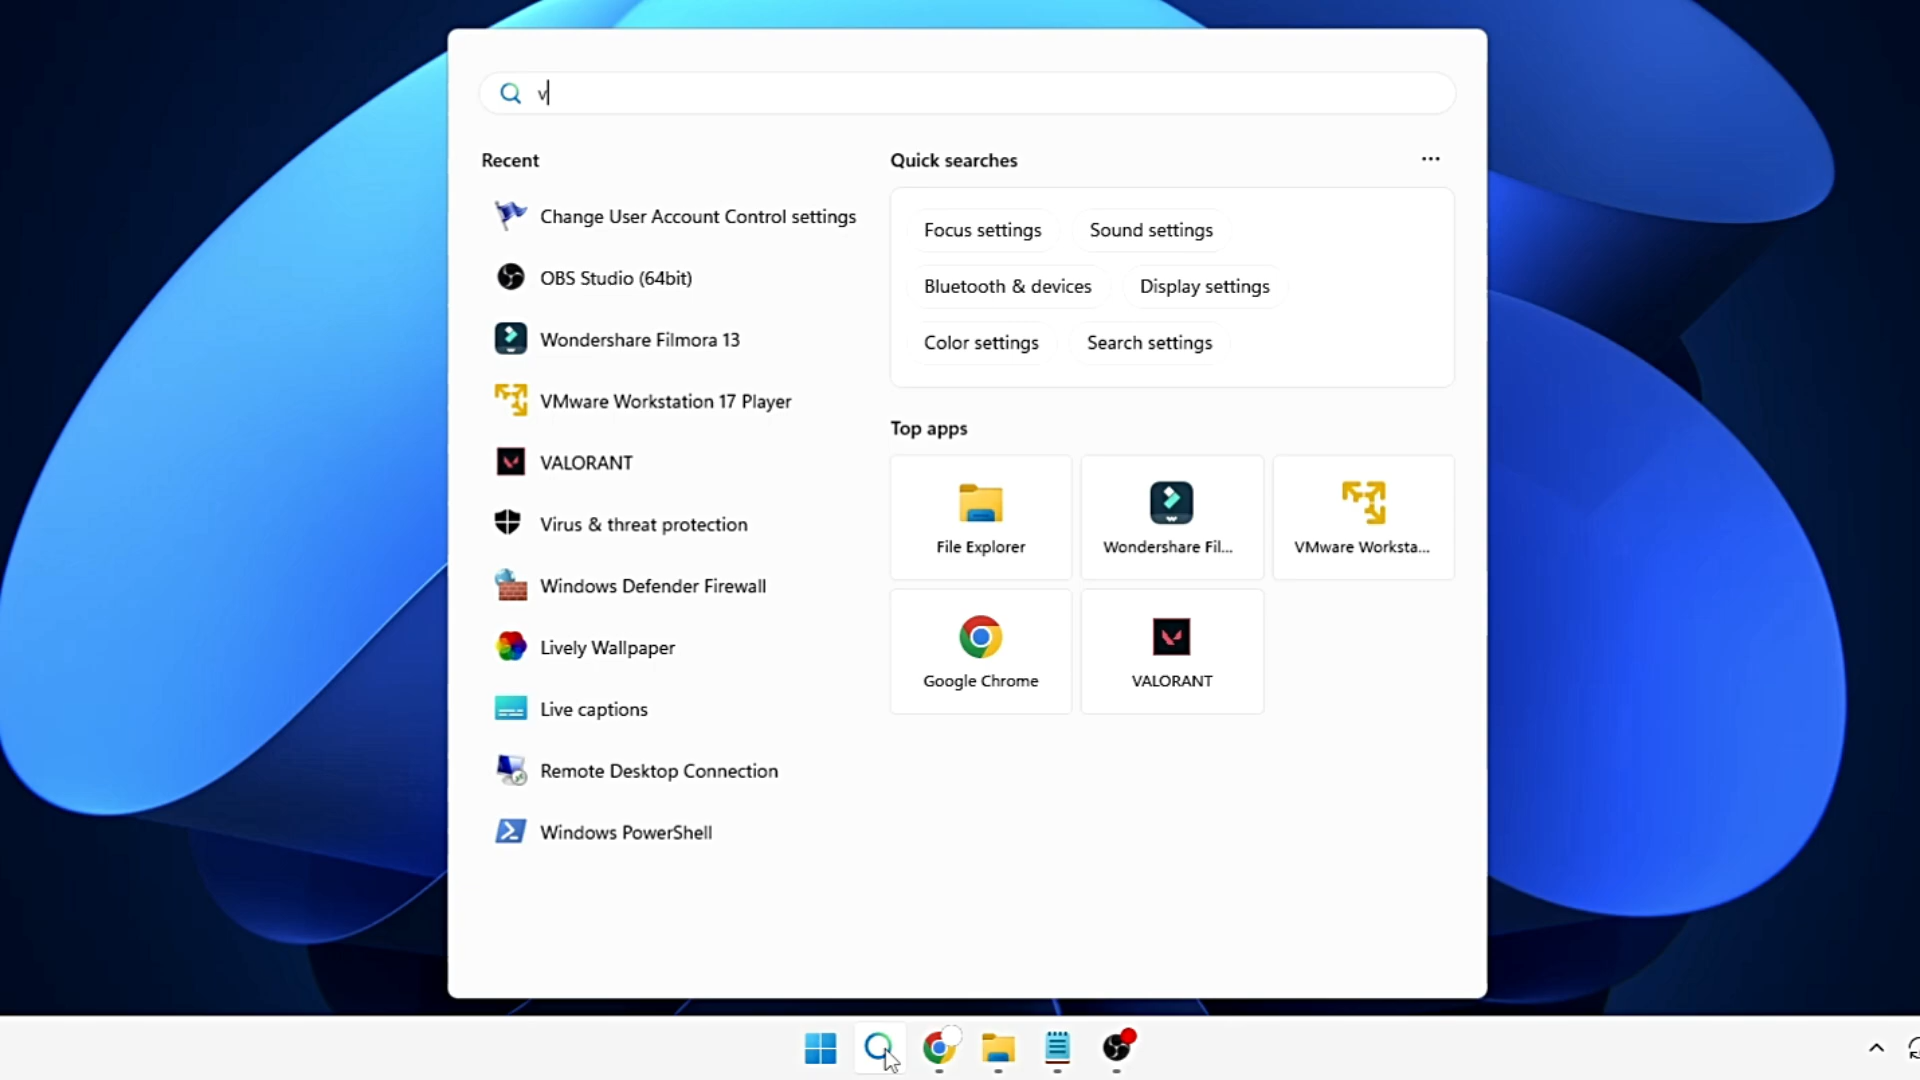 v
Recent
Change User Account Control settings
OBS Studio (64bit)
Wondershare Filmora 13
VMware Workstation 17 Player
VALORANT
Virus & threat protection
Windows Defender Firewall
Lively Wallpaper
Live captions
Remote Desktop Connection
Windows PowerShell
Quick searches
Focus settings
Sound settings
Bluetooth & devices
Display settings
Color settings
Search settings
Top apps
File Explorer
Wondershare Fil...
VMware Worksta...
Google Chrome
VALORANT